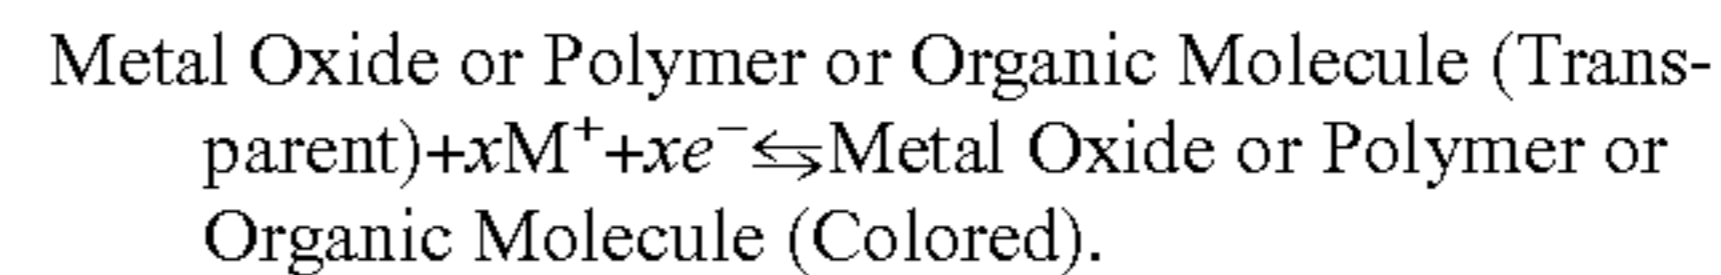 Metal Oxide or Polymer or Organic Molecule (Trans-
parent)+xM⁺+xe⁻⇆Metal Oxide or Polymer or
Organic Molecule (Colored).